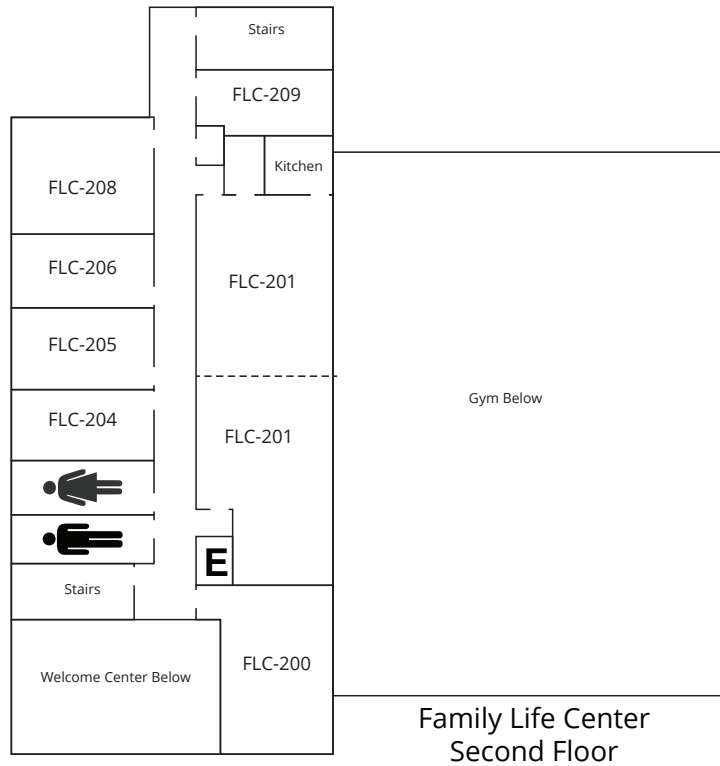 Stairs
FLC-209
Kitchen
FLC-208
FLC-206
FLC-201
FLC-205
Gym Below
FLC-204
FLC-201
E
Stairs
FLC-200
Welcome Center Below
Family Life Center
Second Floor